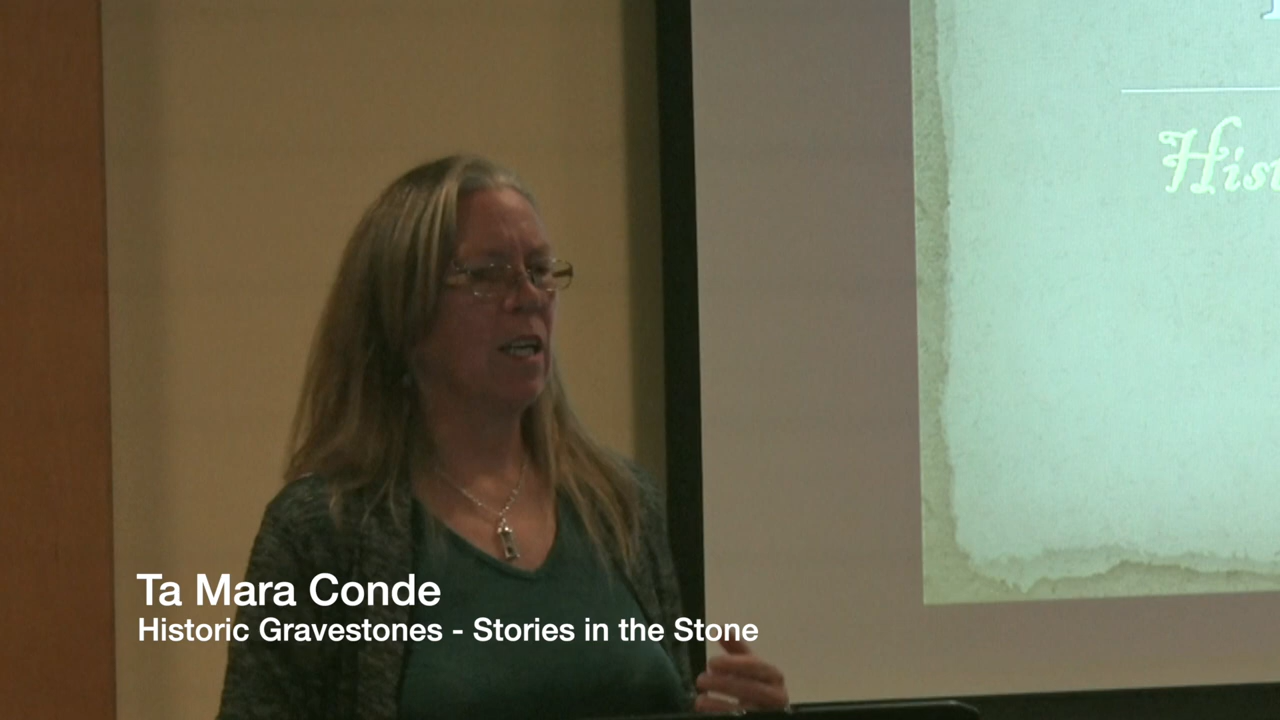 Ta Mara Conde
Historic Gravestones - Stories in the Stone